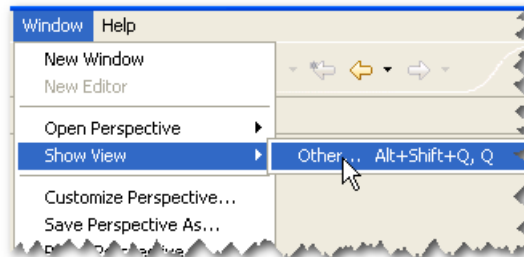 Window Help
New Window
New Editor
Open Perspective
Show View Other... Alt+Shift+Q, Q
Customize Perspective...
Save Perspective As...